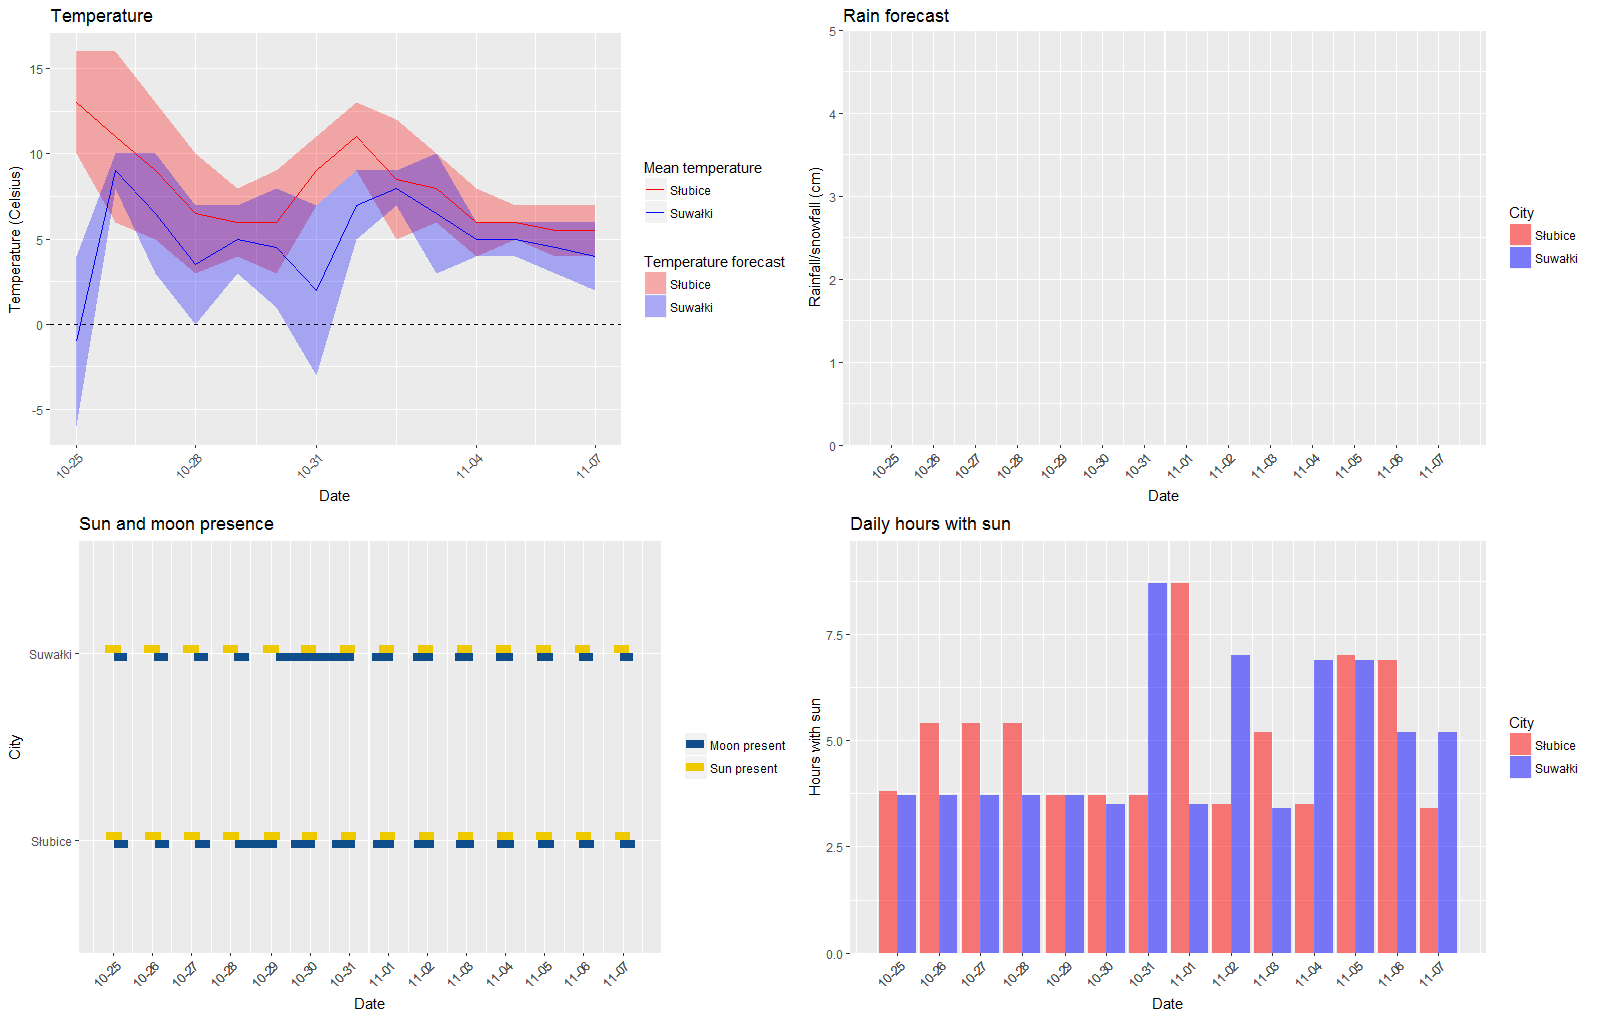 Temperature
15
10
5
0
-5
Temperature (Celsius)
10-25
10-28
10-31
11-04
11-07
Date
Mean temperature
Słubice
Suwałki
Temperature forecast
Słubice
Suwałki
Rain forecast
5
4
3
2
1
0
Rainfall/snowfall (cm)
10-25
10-26
10-27
10-28
10-29
10-30
10-31
11-01
11-02
11-03
11-04
11-05
11-06
11-07
Date
City
Słubice
Suwałki
Sun and moon presence
Suwałki
Słubice
City
10-25
10-26
10-27
10-28
10-29
10-30
10-31
11-01
11-02
11-03
11-04
11-05
11-06
11-07
Date
Moon present
Sun present
Daily hours with sun
7.5
5.0
2.5
0.0
Hours with sun
10-25
10-26
10-27
10-28
10-29
10-30
10-31
11-01
11-02
11-03
11-04
11-05
11-06
11-07
Date
City
Słubice
Suwałki